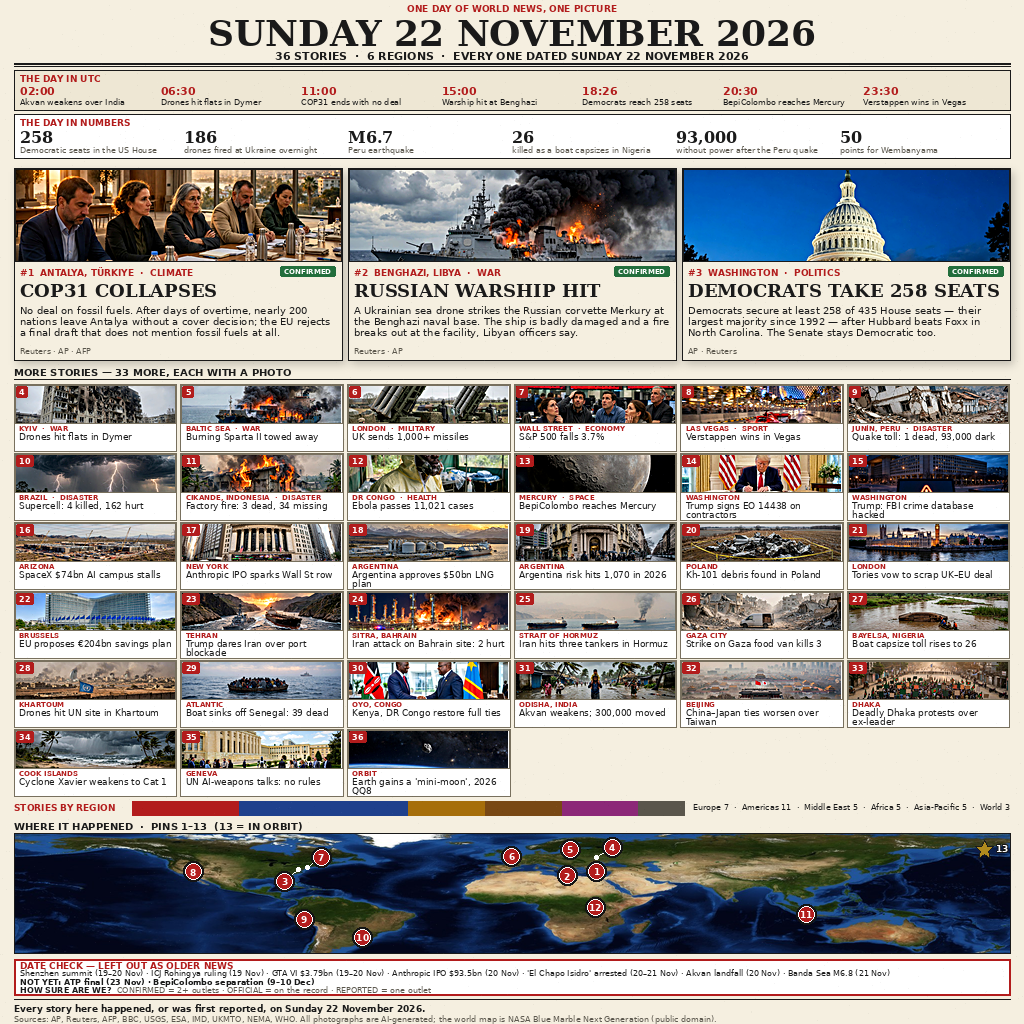 ONE DAY OF WORLD NEWS, ONE PICTURE
SUNDAY 22 NOVEMBER 2026
36 STORIES · 6 REGIONS · EVERY ONE DATED SUNDAY 22 NOVEMBER 2026
THE DAY IN UTC
02:00 06:30 11:00 15:00 18:26 20:30 23:30
Akvan weakens over India Drones hit flats in Dymer COP31 ends with no deal Warship hit at Benghazi Democrats reach 258 seats BepiColombo reaches Mercury Verstappen wins in Vegas
THE DAY IN NUMBERS
258 186 M6.7 26 93,000 50
Democratic seats in the US House drones fired at Ukraine overnight Peru earthquake killed as a boat capsizes in Nigeria without power after the Peru quake points for Wembanyama
#1 ANTALYA, TÜRKIYE · CLIMATE CONFIRMED
COP31 COLLAPSES
No deal on fossil fuels. After days of overtime, nearly 200
nations leave Antalya without a cover decision; the EU rejects
a final draft that does not mention fossil fuels at all.
Reuters · AP · AFP
#2 BENGHAZI, LIBYA · WAR CONFIRMED
RUSSIAN WARSHIP HIT
A Ukrainian sea drone strikes the Russian corvette Merkury at
the Benghazi naval base. The ship is badly damaged and a fire
breaks out at the facility, Libyan officers say.
Reuters · AP
#3 WASHINGTON · POLITICS CONFIRMED
DEMOCRATS TAKE 258 SEATS
Democrats secure at least 258 of 435 House seats — their
largest majority since 1992 — after Hubbard beats Foxx in
North Carolina. The Senate stays Democratic too.
AP · Reuters
MORE STORIES — 33 MORE, EACH WITH A PHOTO
4
KYIV · WAR
Drones hit flats in Dymer
5
BALTIC SEA · WAR
Burning Sparta II towed away
6
LONDON · MILITARY
UK sends 1,000+ missiles
7
WALL STREET · ECONOMY
S&P 500 falls 3.7%
8
LAS VEGAS · SPORT
Verstappen wins in Vegas
9
JUNÍN, PERU · DISASTER
Quake toll: 1 dead, 93,000 dark
10
BRAZIL · DISASTER
Supercell: 4 killed, 162 hurt
11
CIKANDE, INDONESIA · DISASTER
Factory fire: 3 dead, 34 missing
12
DR CONGO · HEALTH
Ebola passes 11,021 cases
13
MERCURY · SPACE
BepiColombo reaches Mercury
14
WASHINGTON
Trump signs EO 14438 on
contractors
15
WASHINGTON
Trump: FBI crime database
hacked
16
ARIZONA
SpaceX $74bn AI campus stalls
17
NEW YORK
Anthropic IPO sparks Wall St row
18
ARGENTINA
Argentina approves $50bn LNG
plan
19
ARGENTINA
Argentina risk hits 1,070 in 2026
20
POLAND
Kh-101 debris found in Poland
21
LONDON
Tories vow to scrap UK–EU deal
22
BRUSSELS
EU proposes €204bn savings plan
23
TEHRAN
Trump dares Iran over port
blockade
24
SITRA, BAHRAIN
Iran attack on Bahrain site: 2 hurt
25
STRAIT OF HORMUZ
Iran hits three tankers in Hormuz
26
GAZA CITY
Strike on Gaza food van kills 3
27
BAYELSA, NIGERIA
Boat capsize toll rises to 26
28
KHARTOUM
Drones hit UN site in Khartoum
29
ATLANTIC
Boat sinks off Senegal: 39 dead
30
OYO, CONGO
Kenya, DR Congo restore full ties
31
ODISHA, INDIA
Akvan weakens; 300,000 moved
32
BEIJING
China–Japan ties worsen over
Taiwan
33
DHAKA
Deadly Dhaka protests over
ex-leader
34
COOK ISLANDS
Cyclone Xavier weakens to Cat 1
35
GENEVA
UN AI-weapons talks: no rules
36
ORBIT
Earth gains a 'mini-moon', 2026
QQ8
STORIES BY REGION Europe 7 · Americas 11 · Middle East 5 · Africa 5 · Asia-Pacific 5 · World 3
WHERE IT HAPPENED · PINS 1–13 (13 = IN ORBIT)
8 3 7 9 10 6 5 2 4 1 12 11 13
DATE CHECK — LEFT OUT AS OLDER NEWS
Shenzhen summit (19–20 Nov) · ICJ Rohingya ruling (19 Nov) · GTA VI $3.79bn (19–20 Nov) · Anthropic IPO $93.5bn (20 Nov) · 'El Chapo Isidro' arrested (20–21 Nov) · Akvan landfall (20 Nov) · Banda Sea M6.8 (21 Nov)
NOT YET: ATP final (23 Nov) · BepiColombo separation (9–10 Dec)
HOW SURE ARE WE? CONFIRMED = 2+ outlets · OFFICIAL = on the record · REPORTED = one outlet
Every story here happened, or was first reported, on Sunday 22 November 2026.
Sources: AP, Reuters, AFP, BBC, USGS, ESA, IMD, UKMTO, NEMA, WHO. All photographs are AI-generated; the world map is NASA Blue Marble Next Generation (public domain).